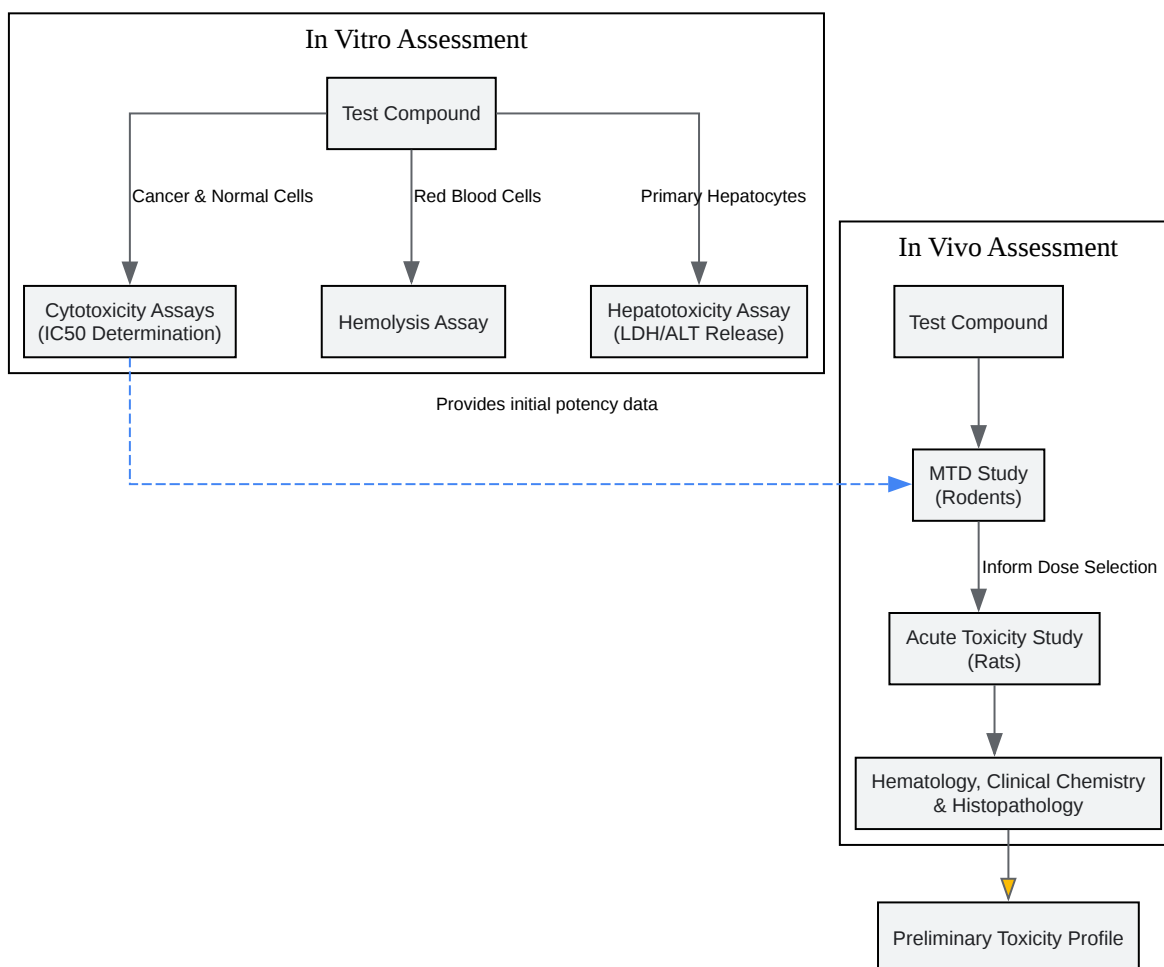 In Vitro Assessment
Test Compound
Cancer & Normal Cells
Red Blood Cells
Primary Hepatocytes
Cytotoxicity Assays
(IC50 Determination)
Hemolysis Assay
Hepatotoxicity Assay
(LDH/ALT Release)
Provides initial potency data
In Vivo Assessment
Test Compound
MTD Study
(Rodents)
Inform Dose Selection
Acute Toxicity Study
(Rats)
Hematology, Clinical Chemistry
& Histopathology
Preliminary Toxicity Profile